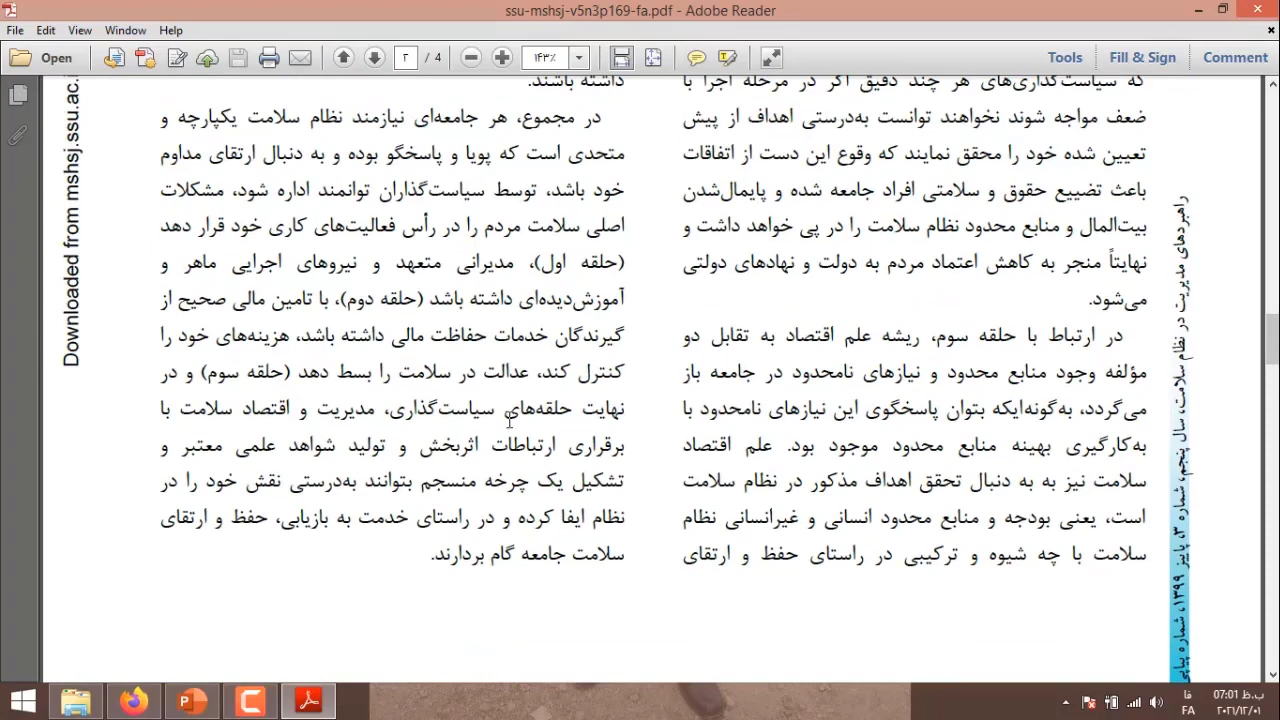 ssu-mshsj-v5n3p169-fa.pdf - Adobe Reader
File Edit View Window Help
Open
۲ / 4
۱۴۳٪
Tools Fill & Sign Comment
Downloaded from mshsj.ssu.ac.i
که سیاست‌گذاری‌های هر چند دقیق اگر در مرحله اجرا با
ضعف مواجه شوند نخواهند توانست به‌درستی اهداف از پیش
تعیین شده خود را محقق نمایند که وقوع این دست از اتفاقات
باعث تضییع حقوق و سلامتی افراد جامعه شده و پایمال‌شدن
بیت‌المال و منابع محدود نظام سلامت را در پی خواهد داشت و
نهایتاً منجر به کاهش اعتماد مردم به دولت و نهادهای دولتی
می‌شود.
در ارتباط با حلقه سوم، ریشه علم اقتصاد به تقابل دو
مؤلفه وجود منابع محدود و نیازهای نامحدود در جامعه باز
می‌گردد، به‌گونه‌ایکه بتوان پاسخگوی این نیازهای نامحدود با
به‌کارگیری بهینه منابع محدود موجود بود. علم اقتصاد
سلامت نیز به به دنبال تحقق اهداف مذکور در نظام سلامت
است، یعنی بودجه و منابع محدود انسانی و غیرانسانی نظام
سلامت با چه شیوه و ترکیبی در راستای حفظ و ارتقای
داشته باشند.
در مجموع، هر جامعه‌ای نیازمند نظام سلامت یکپارچه و
متحدی است که پویا و پاسخگو بوده و به دنبال ارتقای مداوم
خود باشد، توسط سیاست‌گذاران توانمند اداره شود، مشکلات
اصلی سلامت مردم را در رأس فعالیت‌های کاری خود قرار دهد
(حلقه اول)، مدیرانی متعهد و نیروهای اجرایی ماهر و
آموزش‌دیده‌ای داشته باشد (حلقه دوم)، با تامین مالی صحیح از
گیرندگان خدمات حفاظت مالی داشته باشد، هزینه‌های خود را
کنترل کند، عدالت در سلامت را بسط دهد (حلقه سوم) و در
نهایت حلقه‌های سیاست‌گذاری، مدیریت و اقتصاد سلامت با
برقراری ارتباطات اثربخش و تولید شواهد علمی معتبر و
تشکیل یک چرخه منسجم بتوانند به‌درستی نقش خود را در
نظام ایفا کرده و در راستای خدمت به بازیابی، حفظ و ارتقای
سلامت جامعه گام بردارند.
راهبردهای مدیریت در نظام سلامت، سال پنجم، شماره ۳، پاییز ۱۳۹۹، شماره پیاپی
فا
FA
07:01 ب.ظ
۲۰۲۱/۱۲/۰۱